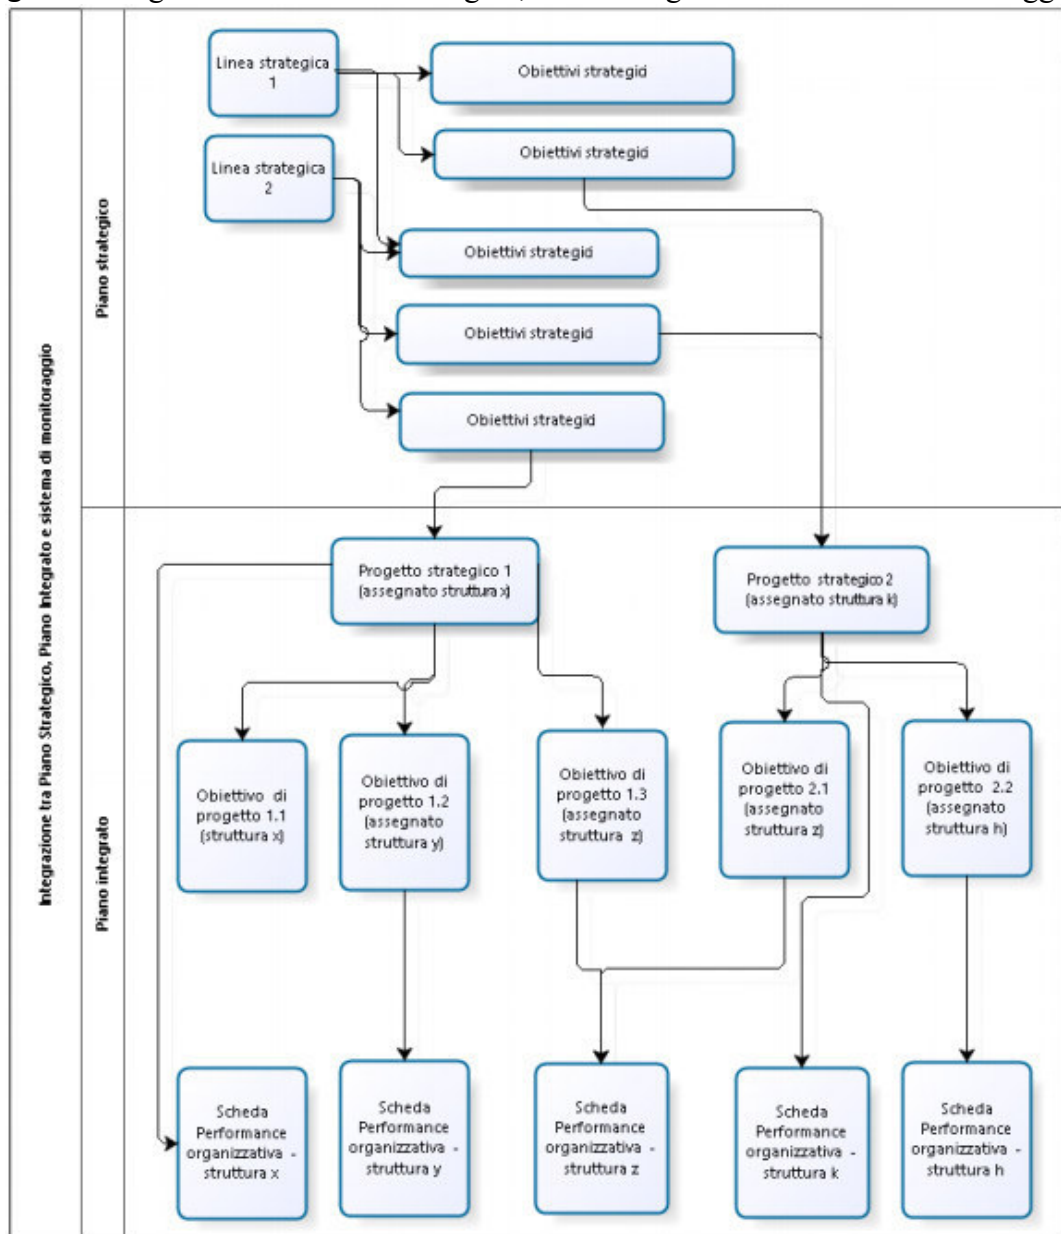 Integrazione tra Piano Strategico, Piano Integrato e sistema di monitoraggio
Piano strategico
Linea strategica
1
Obiettivi strategici
Obiettivi strategici
Linea strategica
2
Obiettivi strategici
Obiettivi strategici
Obiettivi strategici
Piano integrato
Progetto strategico 1
(assegnato struttura x)
Progetto strategico 2
(assegnato struttura k)
Obiettivo di
progetto 1.1
(struttura x)
Obiettivo di
progetto 1.2
(assegnato
struttura y)
Obiettivo di
progetto 1.3
(assegnato
struttura z)
Obiettivo di
progetto 2.1
(assegnato
struttura z)
Obiettivo di
progetto 2.2
(assegnato
struttura h)
Scheda
Performance
organizzativa -
struttura x
Scheda
Performance
organizzativa -
struttura y
Scheda
Performance
organizzativa -
struttura z
Scheda
Performance
organizzativa -
struttura k
Scheda
Performance
organizzativa -
struttura h